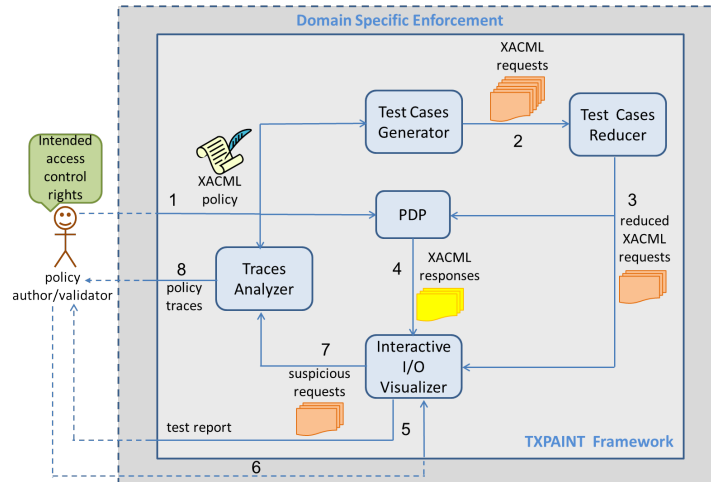 Domain Specific Enforcement
XACML
requests
Test Cases
Generator
2
Test Cases
Reducer
Intended
access
control
rights
1
XACML
policy
PDP
3
reduced
XACML
requests
policy
author/validator
8
policy
traces
Traces
Analyzer
4
XACML
responses
7
suspicious
requests
Interactive
I/O
Visualizer
test report
5
TXPAINT Framework
6